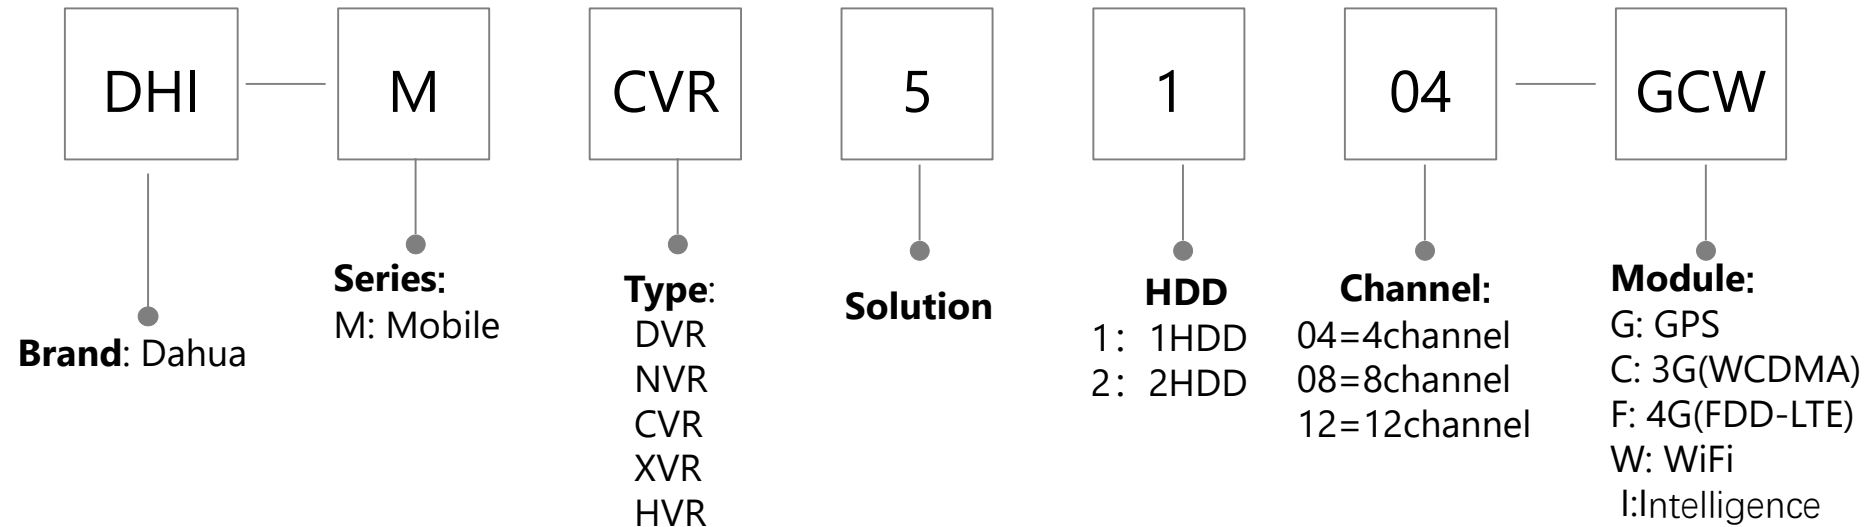 DHI M CVR 5 1 04 GCW
Brand: Dahua
Series:
M: Mobile
Type:
DVR
NVR
CVR
XVR
HVR
Solution
HDD
1: 1HDD
2: 2HDD
Channel:
04=4channel
08=8channel
12=12channel
Module:
G: GPS
C: 3G(WCDMA)
F: 4G(FDD-LTE)
W: WiFi
I:Intelligence